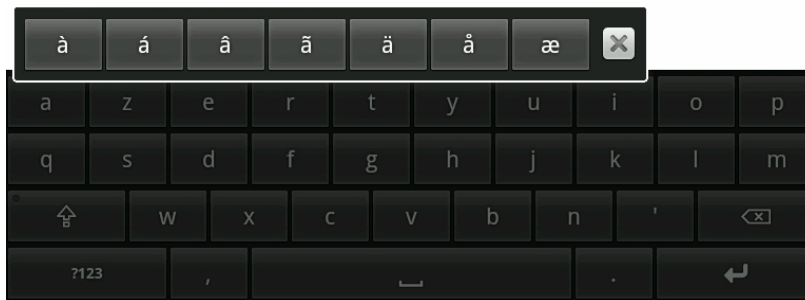 à á â ã ä å æ
a z e r t y u i o p
q s d f g h j k l m
w x c v b n '
?123 , .